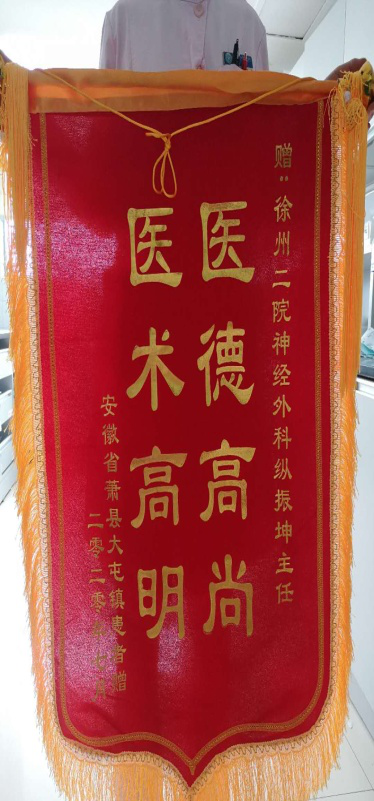 赠：徐州二院神经外科纵振坤主任
医德高尚
医术高明
安徽省萧县大屯镇患者赠
二零二零年七月